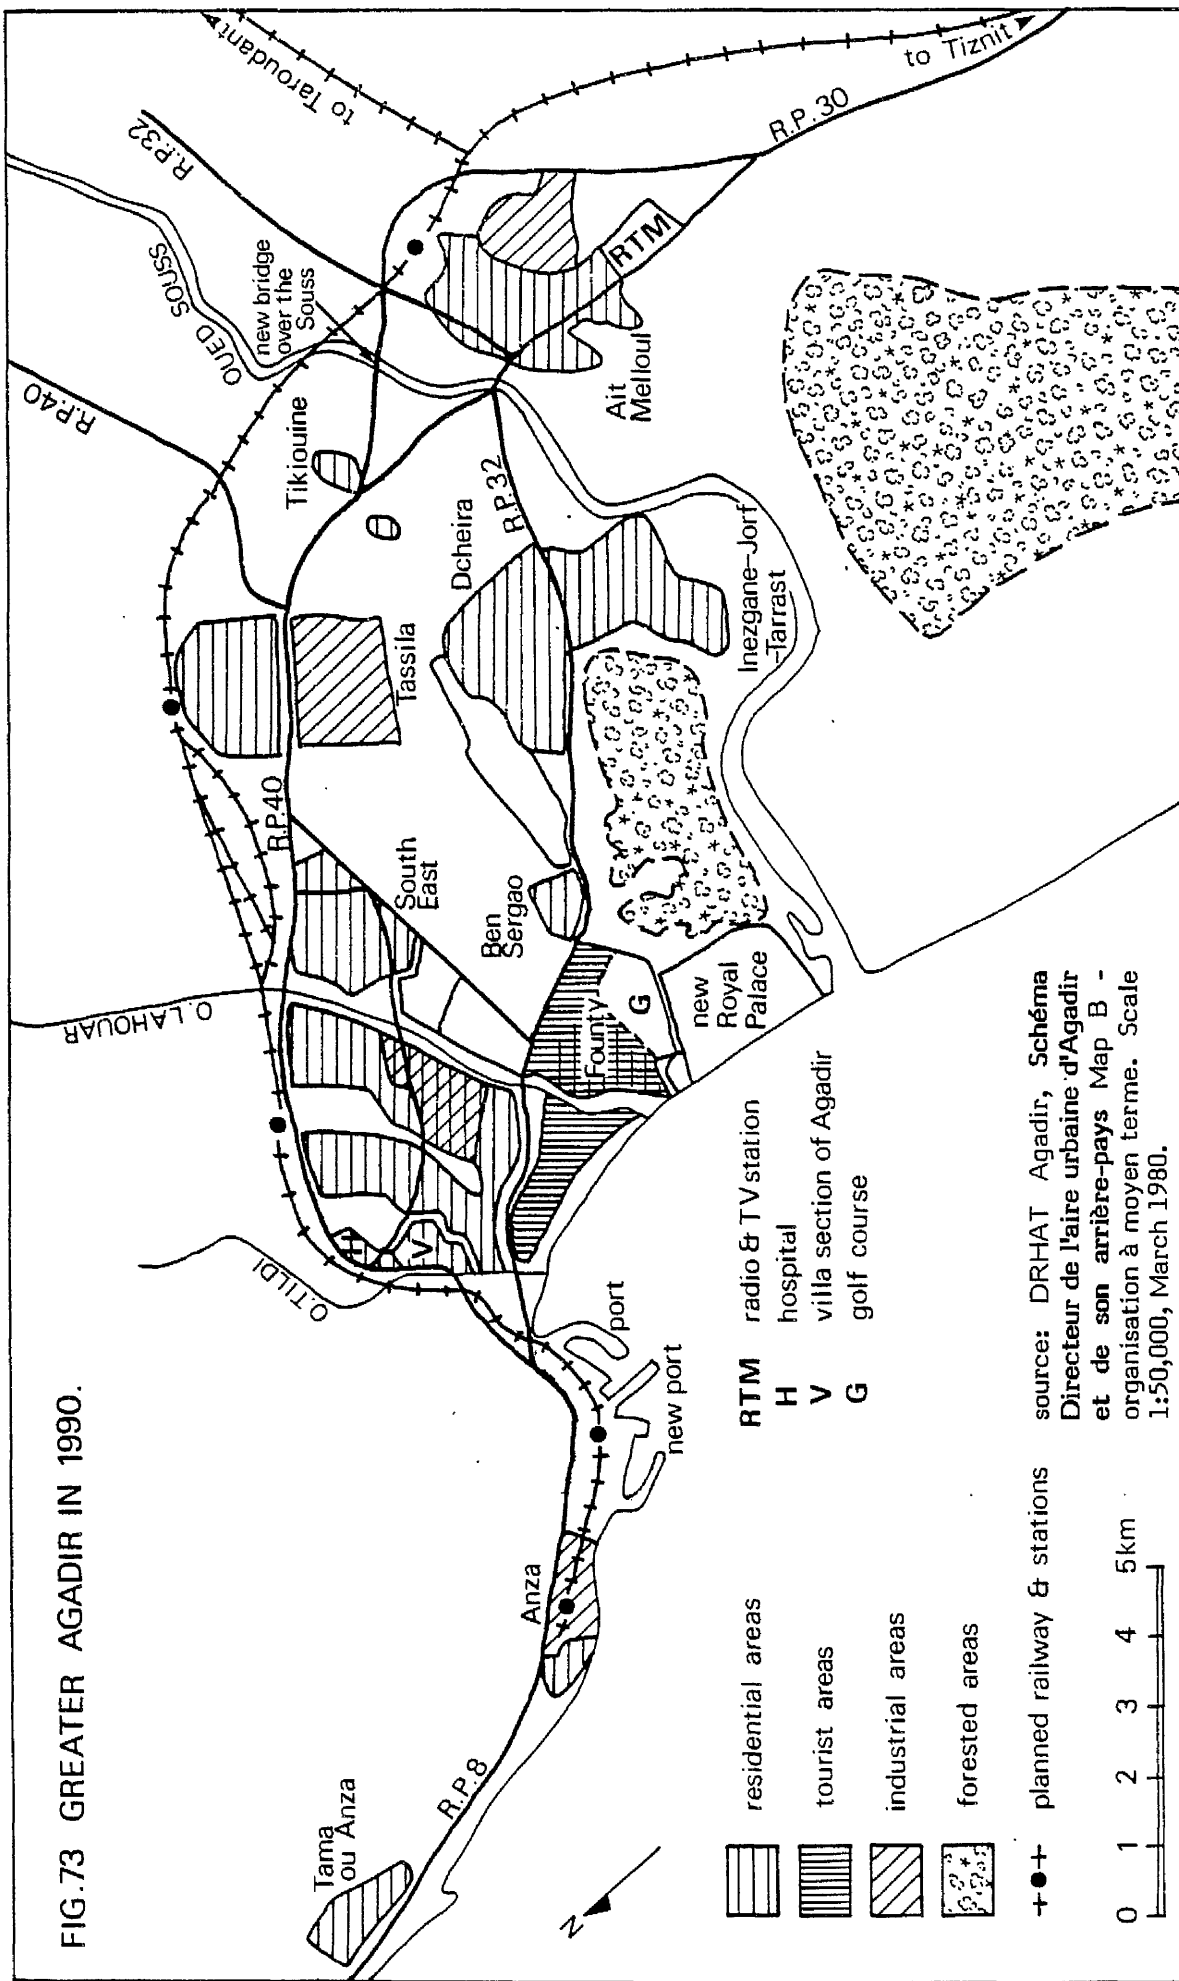 FIG.73 GREATER AGADIR IN 1990.
Tama
ou Anza
R.P.8
Anza
new port
port
O.TILDI
H
V
O.LAHOUAR
R.P.40
South
East
Founty
G
new
Royal
Palace
Ben
Sergao
Tassila
Dcheira
Inezgane-Jorf
-Tarrast
R.P.32
Tikiouine
R.P.40
OUED SOUSS
new bridge
over the
Souss
Ait
Melloul
RTM
R.P.32
to Taroudant
to Tiznit
R.P.30
residential areas
tourist areas
industrial areas
forested areas
planned railway & stations
0 1 2 3 4 5km
N
RTM radio & TV station
H hospital
V villa section of Agadir
G golf course
source: DRHAT Agadir, Schéma
Directeur de l'aire urbaine d'Agadir
et de son arrière-pays Map B -
organisation à moyen terme. Scale
1:50,000, March 1980.